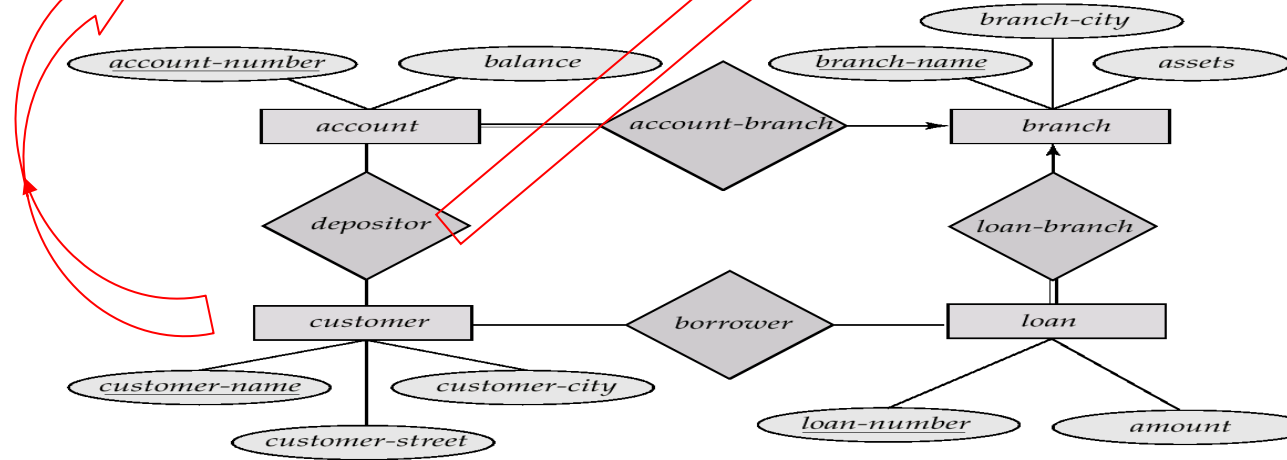 branch-city
account-number
balance
branch-name
assets
account
account-branch
branch
depositor
loan-branch
customer
borrower
loan
customer-name
customer-city
customer-street
loan-number
amount